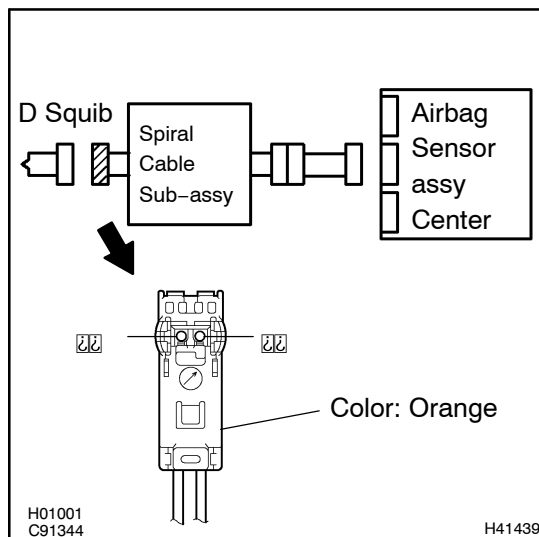 D Squib
Spiral
Cable
Sub−assy
Airbag
Sensor
assy
Center
Color: Orange
H01001
C91344
H41439